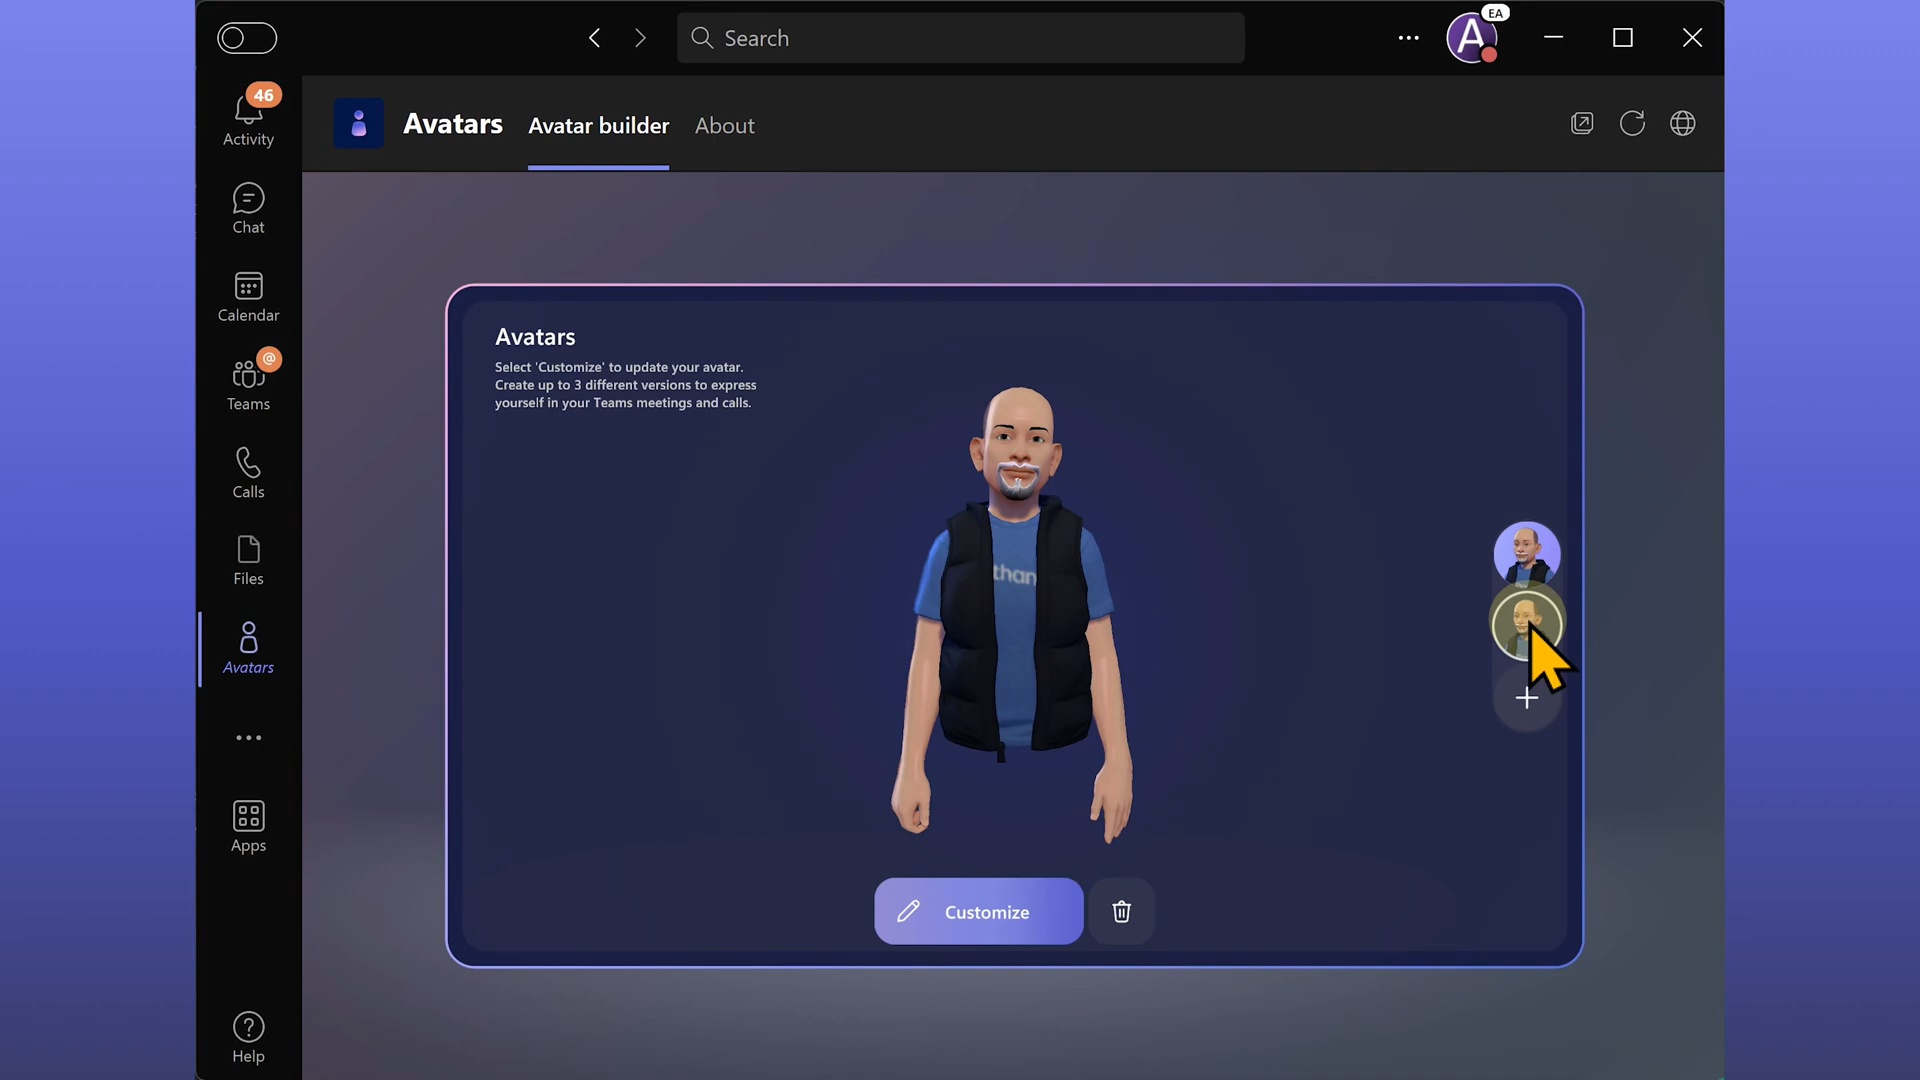 Search
A
EA
46
Activity
Chat
Calendar
@
Teams
Calls
Files
Avatars
Apps
Help
Avatars
Avatar builder
About
Avatars
Select 'Customize' to update your avatar.
Create up to 3 different versions to express
yourself in your Teams meetings and calls.
than
Customize